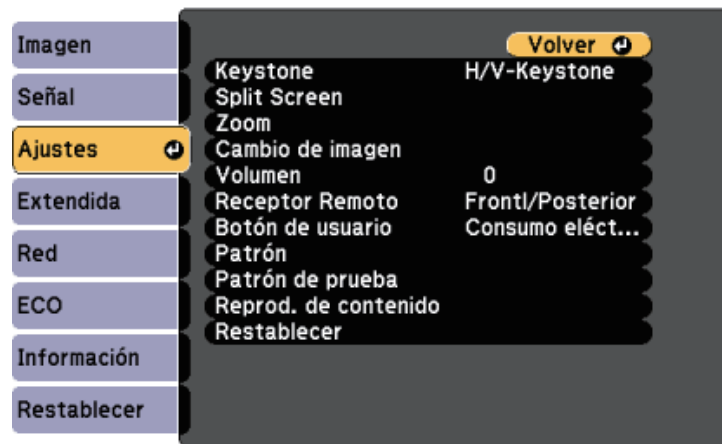 Imagen
Señal
Ajustes
Extendida
Red
ECO
Información
Restablecer
Volver
Keystone H/V-Keystone
Split Screen
Zoom
Cambio de imagen
Volumen 0
Receptor Remoto Frontl/Posterior
Botón de usuario Consumo eléct...
Patrón
Patrón de prueba
Reprod. de contenido
Restablecer